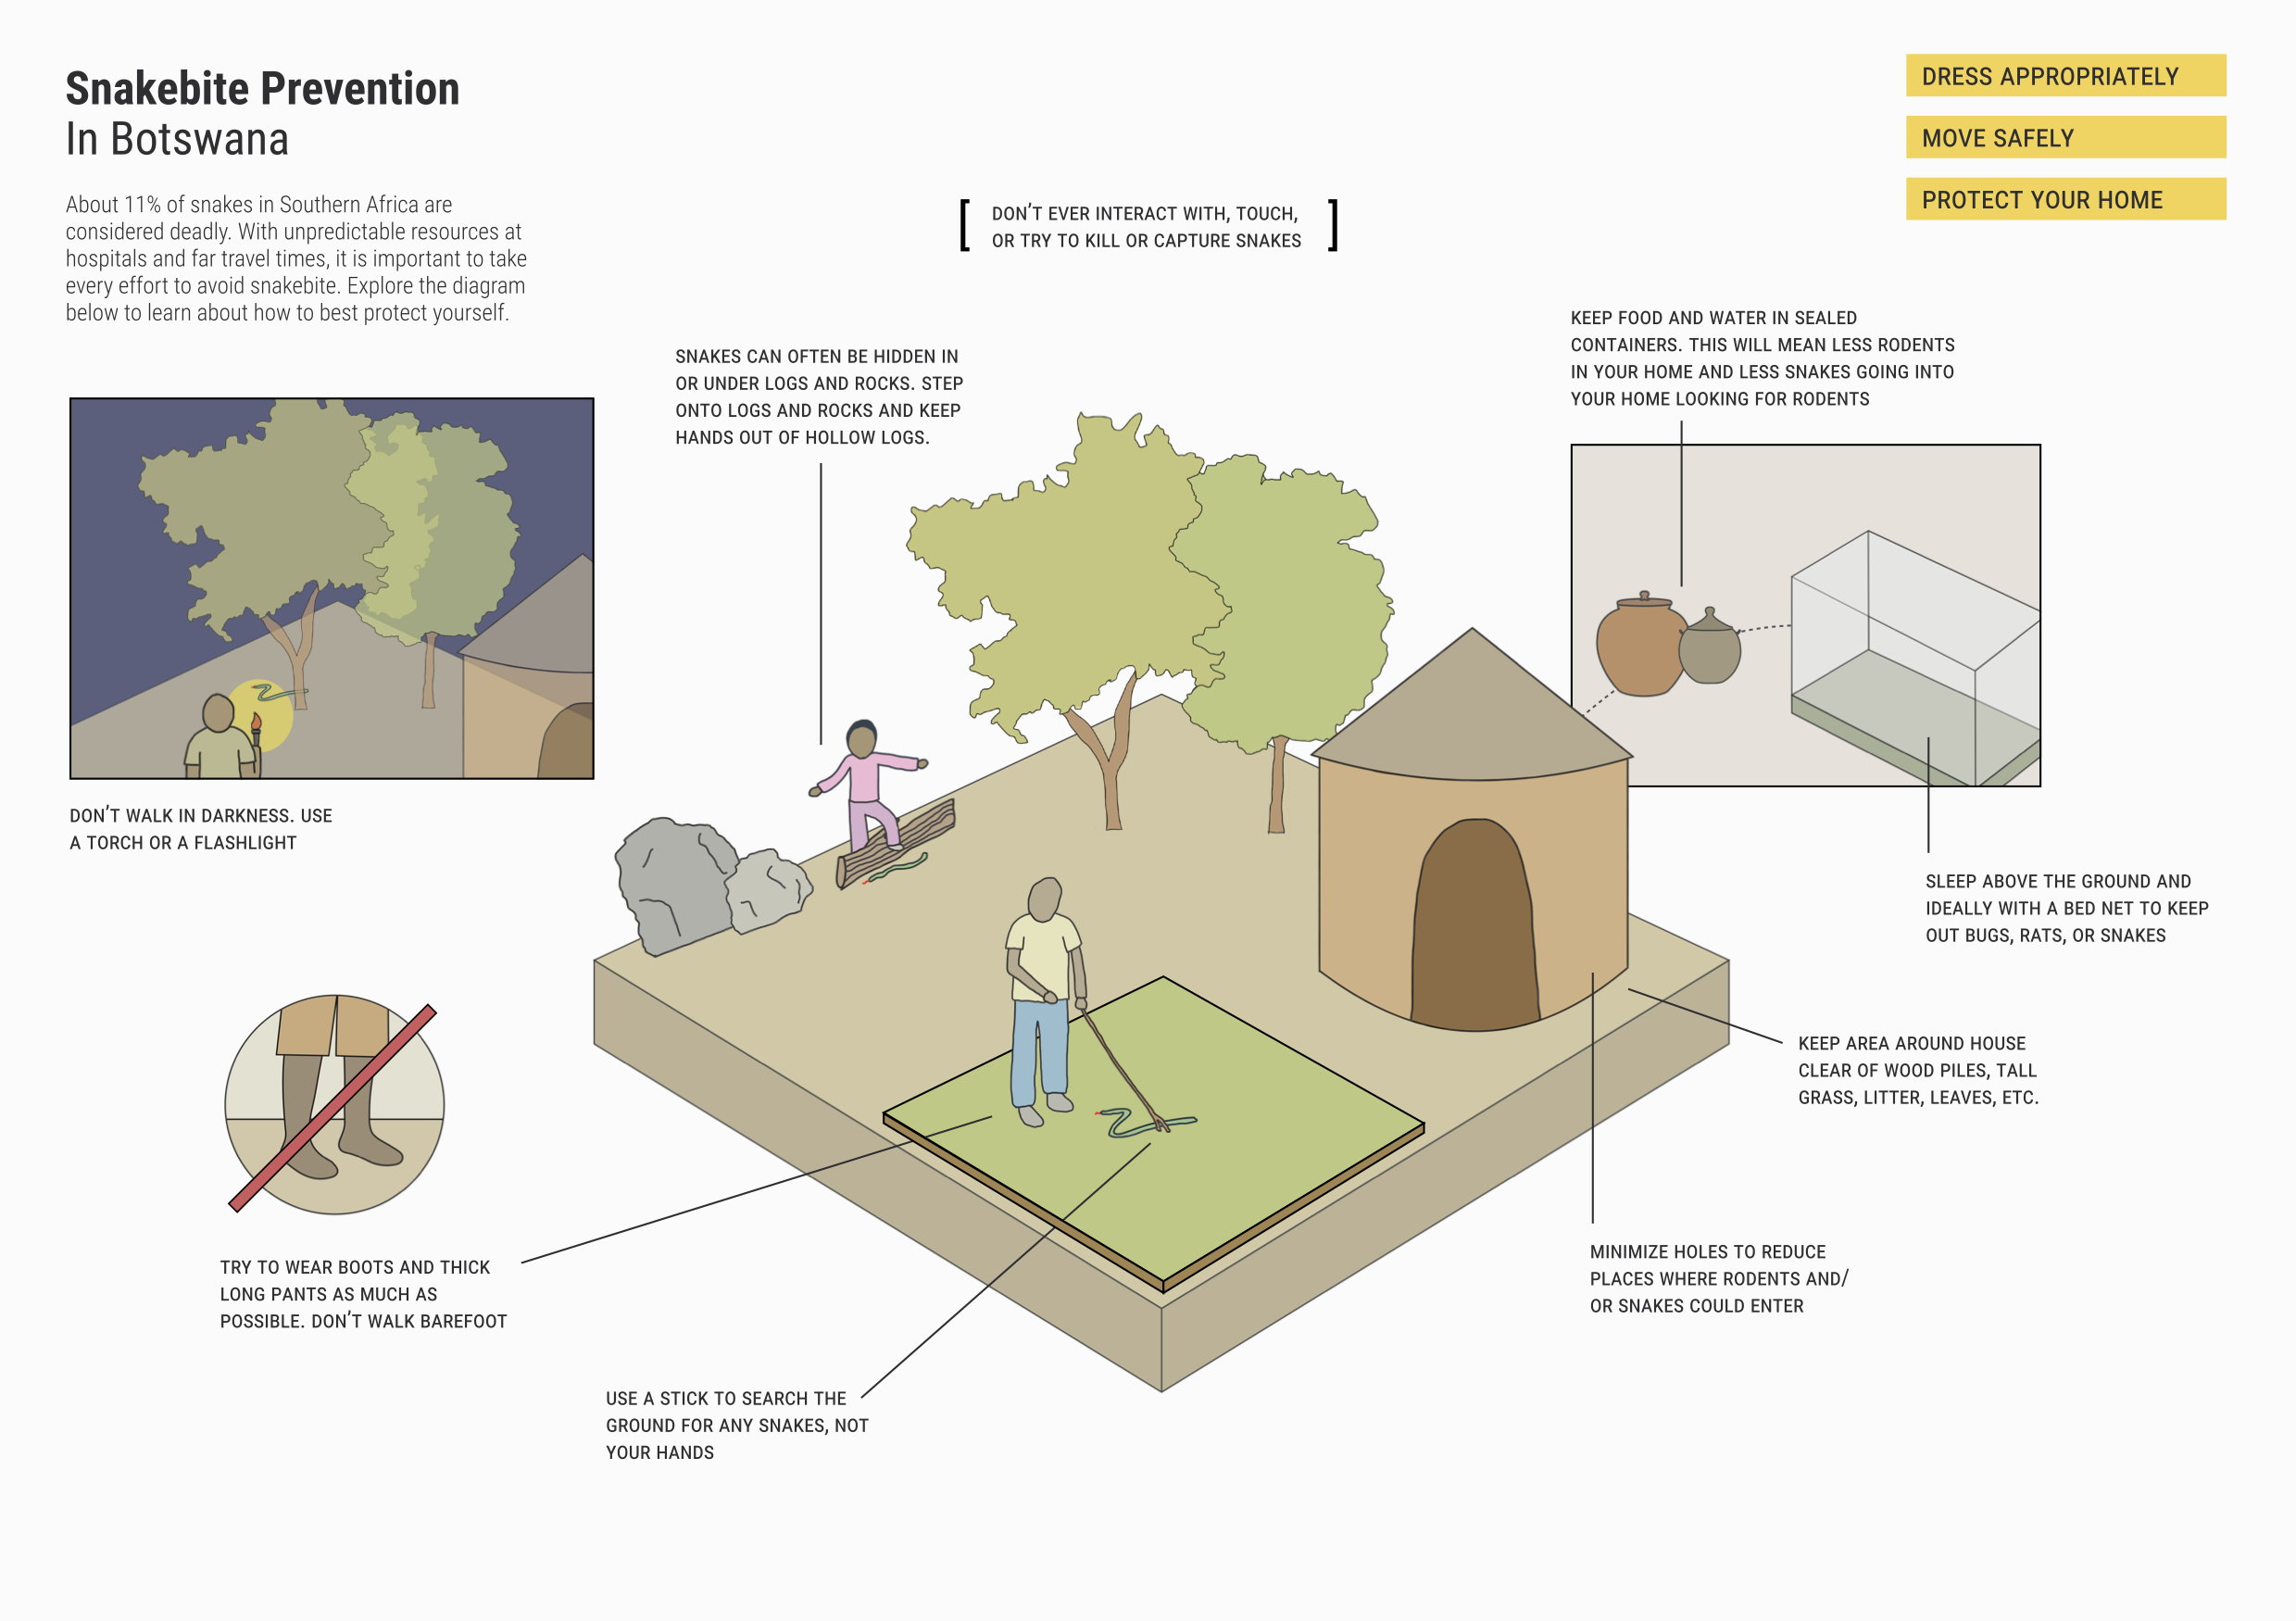 Snakebite Prevention
In Botswana
About 11% of snakes in Southern Africa are
considered deadly. With unpredictable resources at
hospitals and far travel times, it is important to take
every effort to avoid snakebite. Explore the diagram
below to learn about how to best protect yourself.
DRESS APPROPRIATELY
MOVE SAFELY
PROTECT YOUR HOME
[ DON'T EVER INTERACT WITH, TOUCH, ]
OR TRY TO KILL OR CAPTURE SNAKES
SNAKES CAN OFTEN BE HIDDEN IN
OR UNDER LOGS AND ROCKS. STEP
ONTO LOGS AND ROCKS AND KEEP
HANDS OUT OF HOLLOW LOGS.
KEEP FOOD AND WATER IN SEALED
CONTAINERS. THIS WILL MEAN LESS RODENTS
IN YOUR HOME AND LESS SNAKES GOING INTO
YOUR HOME LOOKING FOR RODENTS
DON'T WALK IN DARKNESS. USE
A TORCH OR A FLASHLIGHT
SLEEP ABOVE THE GROUND AND
IDEALLY WITH A BED NET TO KEEP
OUT BUGS, RATS, OR SNAKES
KEEP AREA AROUND HOUSE
CLEAR OF WOOD PILES, TALL
GRASS, LITTER, LEAVES, ETC.
TRY TO WEAR BOOTS AND THICK
LONG PANTS AS MUCH AS
POSSIBLE. DON'T WALK BAREFOOT
MINIMIZE HOLES TO REDUCE
PLACES WHERE RODENTS AND/
OR SNAKES COULD ENTER
USE A STICK TO SEARCH THE
GROUND FOR ANY SNAKES, NOT
YOUR HANDS